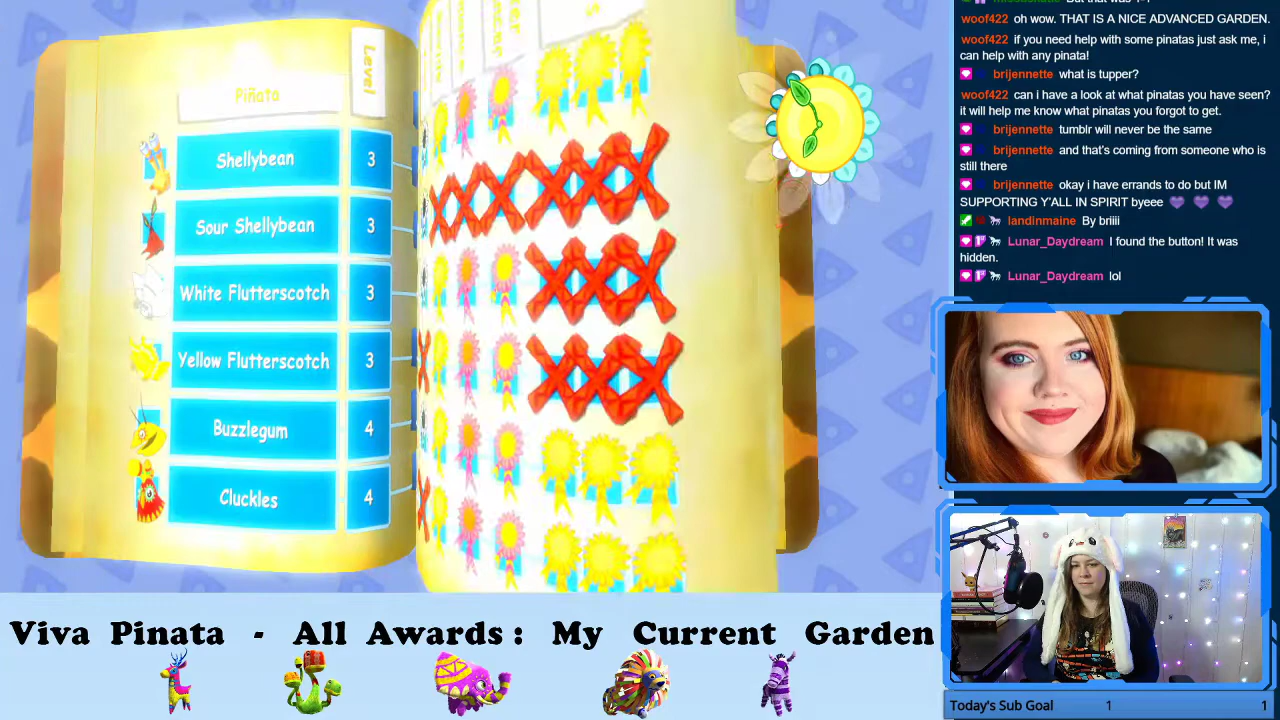 Piñata
Level
Shellybean 3
Sour Shellybean 3
White Flutterscotch 3
Yellow Flutterscotch 3
Buzzlegum 4
Cluckles 4
woof422 oh wow. THAT IS A NICE ADVANCED GARDEN.
woof422 if you need help with some pinatas just ask me, i
can help with any pinata!
brijennette what is tupper?
woof422 can i have a look at what pinatas you have seen?
it will help me know what pinatas you forgot to get.
brijennette tumblr will never be the same
brijennette and that's coming from someone who is
still there
brijennette okay i have errands to do but IM
SUPPORTING Y'ALL IN SPIRIT byeee 💜 💜 💜
landinmaine By briiii
Lunar_Daydream I found the button! It was
hidden.
Lunar_Daydream lol
Viva Pinata - All Awards: My Current Garden
Today's Sub Goal 1 1